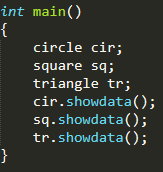 int main()
{
    circle cir;
    square sq;
    triangle tr;
    cir.showdata();
    sq.showdata();
    tr.showdata();
}